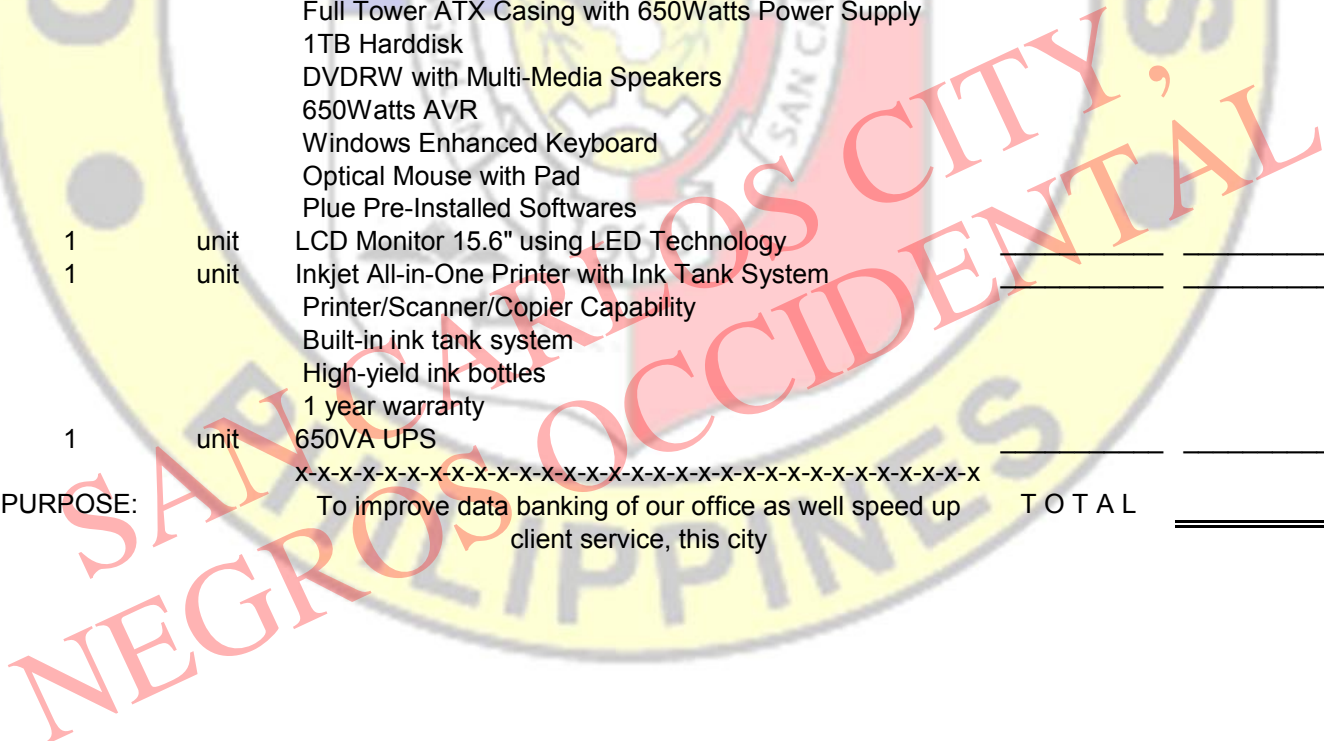 Full Tower ATX Casing with 650Watts Power Supply
1TB Harddisk
DVDRW with Multi-Media Speakers
650Watts AVR
Windows Enhanced Keyboard
Optical Mouse with Pad
Plue Pre-Installed Softwares
1 unit LCD Monitor 15.6" using LED Technology
1 unit Inkjet All-in-One Printer with Ink Tank System
Printer/Scanner/Copier Capability
Built-in ink tank system
High-yield ink bottles
1 year warranty
1 unit 650VA UPS
x-x-x-x-x-x-x-x-x-x-x-x-x-x-x-x-x-x-x-x-x-x-x-x-x-x-x-x-x-x-x
PURPOSE: To improve data banking of our office as well speed up T O T A L
client service, this city
SAN CARLOS CITY,
NEGROS OCCIDENTAL
PHILIPPINES